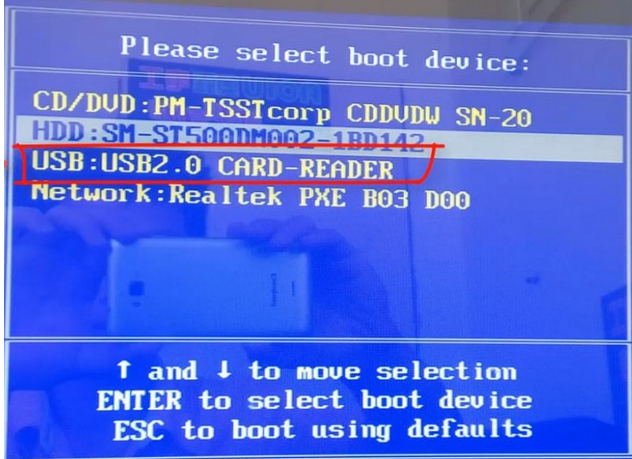 Please select boot device:
CD/DVD:PM-TSSTcorp CDDVDW SN-20
HDD:SM-ST500DM002-1BD142
USB:USB2.0 CARD-READER
Network:Realtek PXE B03 D00
↑ and ↓ to move selection
ENTER to select boot device
ESC to boot using defaults